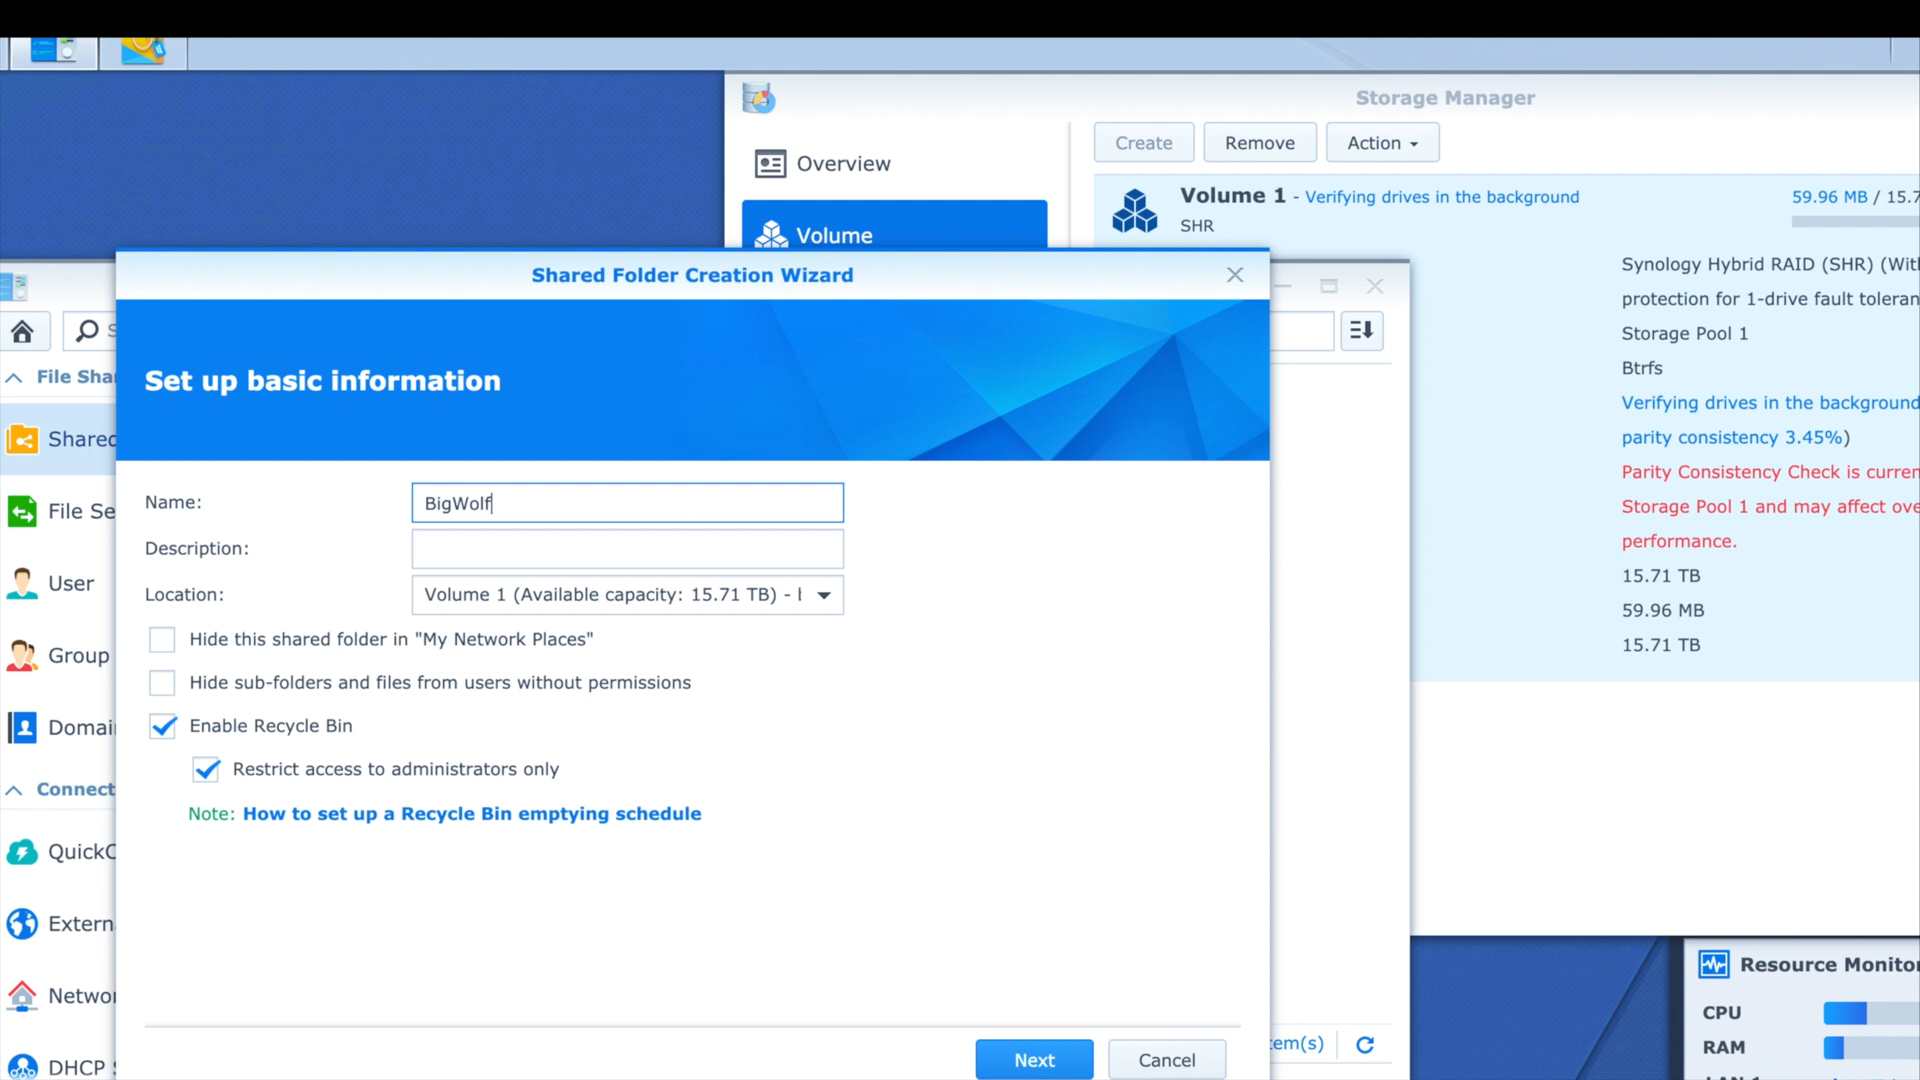 Storage Manager
Overview
Volume
Create
Remove
Action
Volume 1 - Verifying drives in the background
SHR
59.96 MB / 15.7
Synology Hybrid RAID (SHR) (Wit
protection for 1-drive fault toleran
Storage Pool 1
Btrfs
Verifying drives in the background
parity consistency 3.45%)
Parity Consistency Check is curren
Storage Pool 1 and may affect ove
performance.
15.71 TB
59.96 MB
15.71 TB
S
File Shar
Shared
File Se
User
Group
Domai
Connect
QuickC
Extern
Networ
DHCP S
Shared Folder Creation Wizard
Set up basic information
Name:
BigWolf
Description:
Location:
Volume 1 (Available capacity: 15.71 TB) -
Hide this shared folder in "My Network Places"
Hide sub-folders and files from users without permissions
Enable Recycle Bin
Restrict access to administrators only
Note: How to set up a Recycle Bin emptying schedule
Next
Cancel
em(s)
Resource Monitor
CPU
RAM